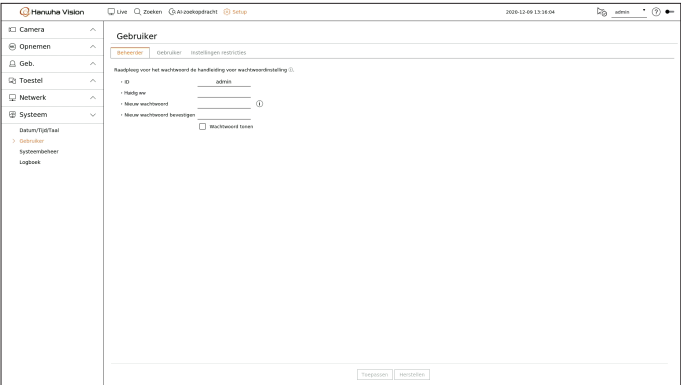 Hanwha Vision
Live Zoeken AI-zoekopdracht Setup 2026-12-09 13:16:04 admin
Camera
Opnemen
Geb.
Toestel
Netwerk
Systeem
Datum/Tijd/Taal
Gebruiker
Systeembeheer
Logboek
Gebruiker
Beheerder Gebruiker Instellingen restricties
Raadpleeg voor het wachtwoord de handleiding voor wachtwoordinstelling ⓘ.
ID admin
Huidig ww
Nieuw wachtwoord
Nieuw wachtwoord bevestigen
Wachtwoord tonen
Toepassen Herstellen